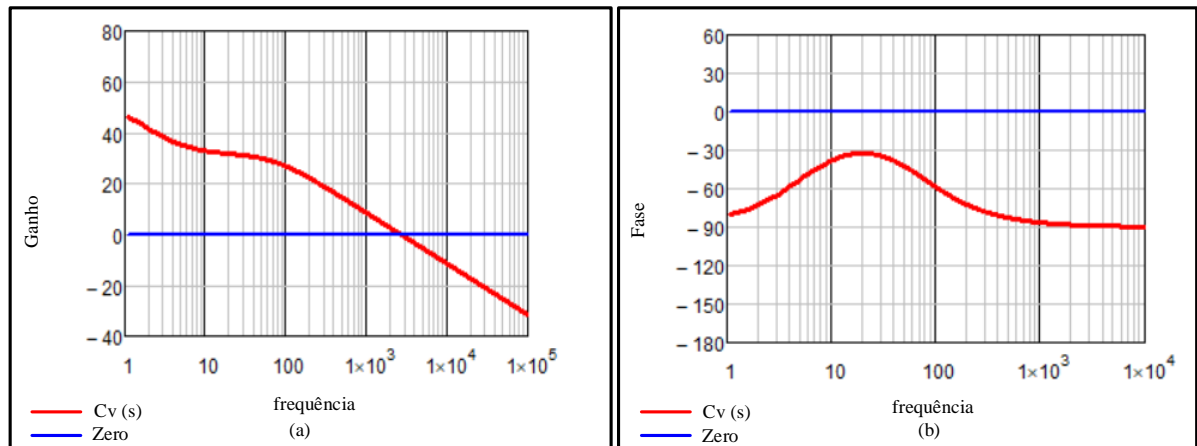 80
60
40
20
0
−20
−40
Ganho
1 10 100 1×10³ 1×10⁴ 1×10⁵
frequência
Cv (s)
Zero
(a)
60
30
0
−30
−60
−90
−120
−150
−180
Fase
1 10 100 1×10³ 1×10⁴
frequência
Cv (s)
Zero
(b)